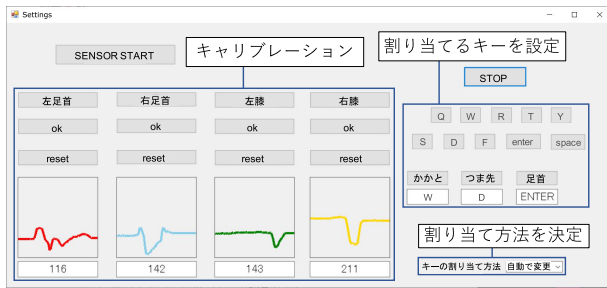 Settings
キャリブレーション
割り当てるキーを設定
SENSOR START
STOP
左足首 右足首 左膝 右膝
ok ok ok ok
reset reset reset reset
116 142 143 211
Q W R T Y
S D F enter space
かかと つま先 足首
W D ENTER
割り当て方法を決定
キーの割り当て方法 自動で変更